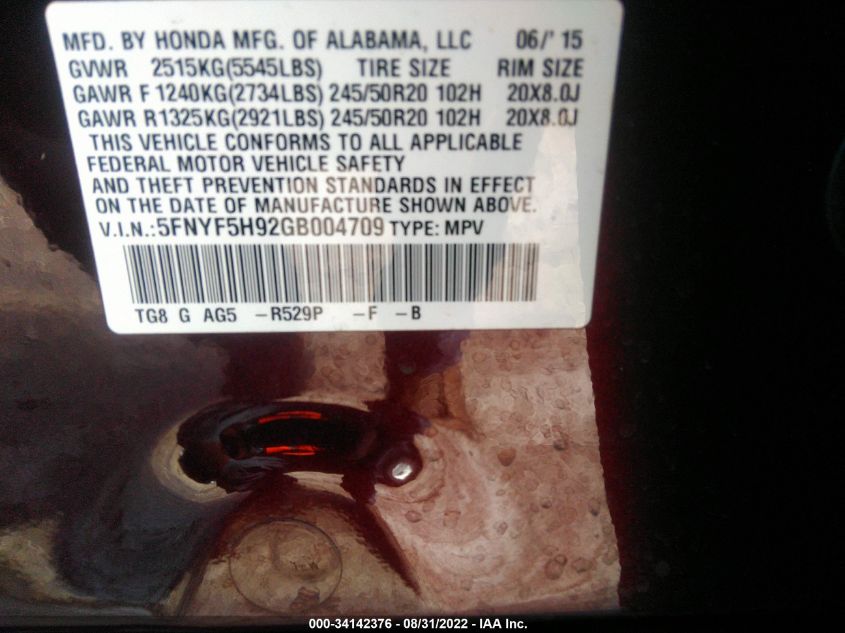 MFD. BY HONDA MFG. OF ALABAMA, LLC 06/' 15
GVWR 2515KG(5545LBS) TIRE SIZE RIM SIZE
GAWR F 1240KG(2734LBS) 245/50R20 102H 20X8.0J
GAWR R1325KG(2921LBS) 245/50R20 102H 20X8.0J
THIS VEHICLE CONFORMS TO ALL APPLICABLE
FEDERAL MOTOR VEHICLE SAFETY
AND THEFT PREVENTION STANDARDS IN EFFECT
ON THE DATE OF MANUFACTURE SHOWN ABOVE.
V.I.N.:5FNYF5H92GB004709 TYPE: MPV
TG8 G AG5 -R529P -F -B
000-34142376 - 08/31/2022 - IAA Inc.